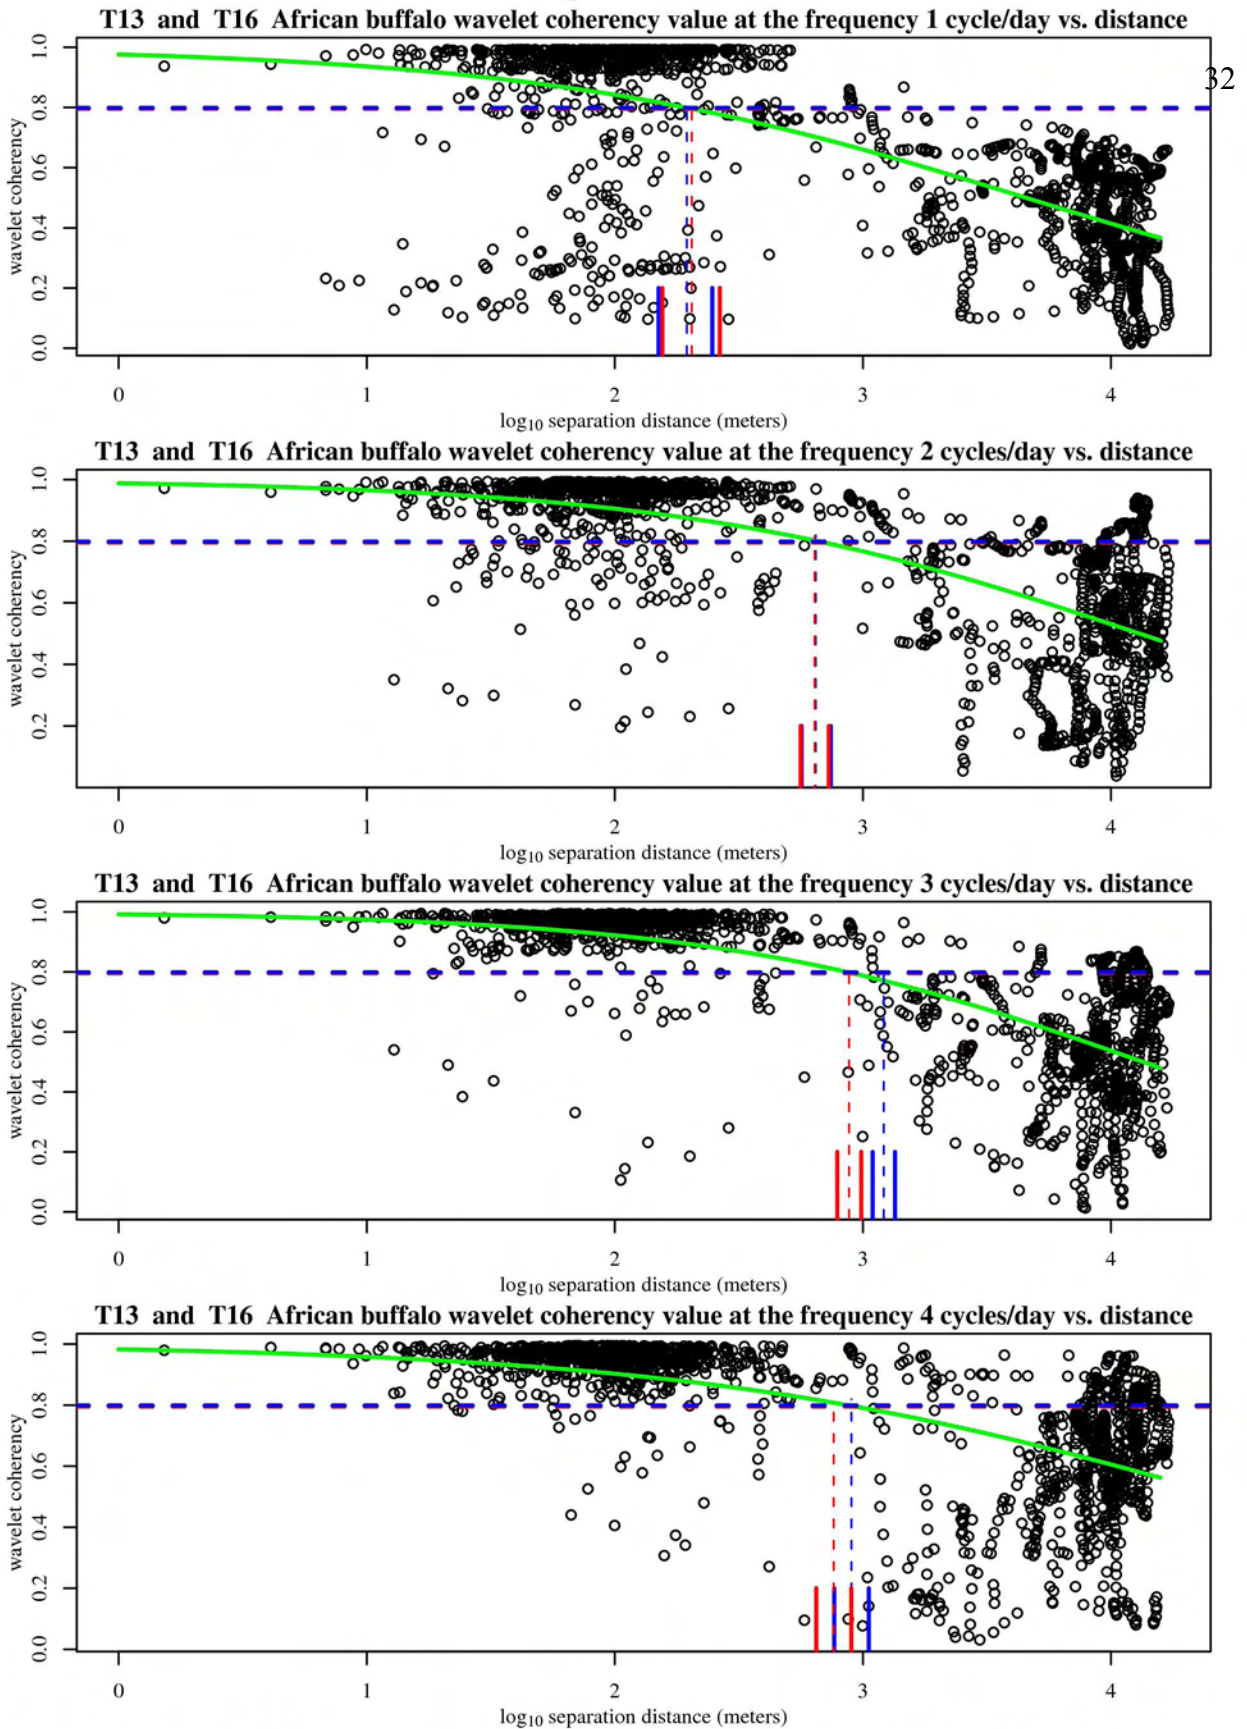 T13 and T16 African buffalo wavelet coherency value at the frequency 1 cycle/day vs. distance
32
wavelet coherency
1.0
0.8
0.6
0.4
0.2
0.0
0 1 2 3 4
log10 separation distance (meters)
T13 and T16 African buffalo wavelet coherency value at the frequency 2 cycles/day vs. distance
wavelet coherency
1.0
0.8
0.6
0.4
0.2
0 1 2 3 4
log10 separation distance (meters)
T13 and T16 African buffalo wavelet coherency value at the frequency 3 cycles/day vs. distance
wavelet coherency
1.0
0.8
0.6
0.4
0.2
0.0
0 1 2 3 4
log10 separation distance (meters)
T13 and T16 African buffalo wavelet coherency value at the frequency 4 cycles/day vs. distance
wavelet coherency
1.0
0.8
0.6
0.4
0.2
0.0
0 1 2 3 4
log10 separation distance (meters)